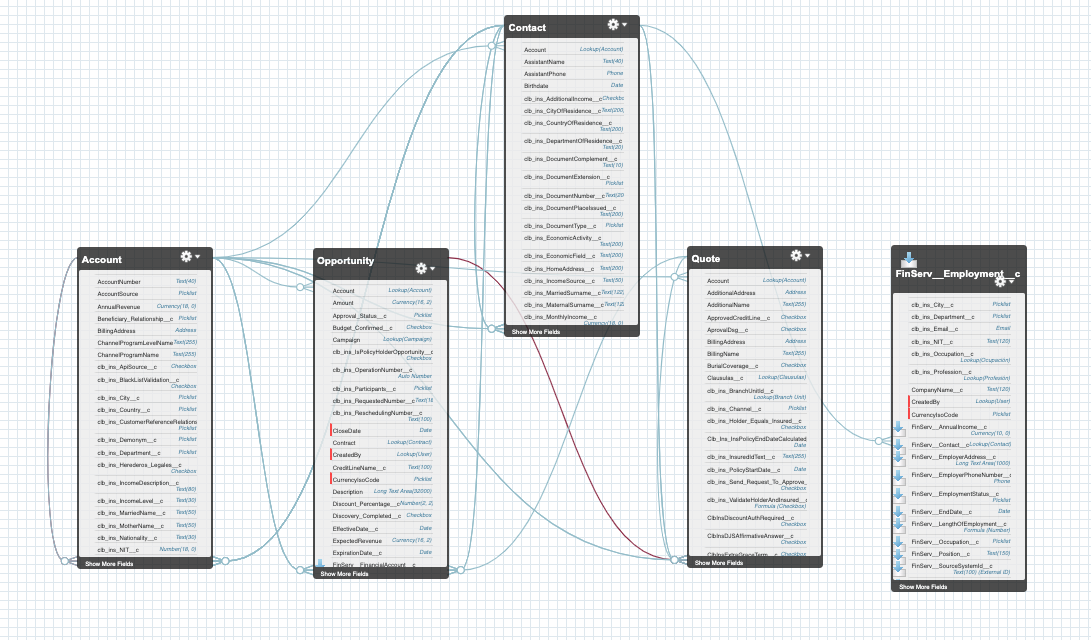 Contact
Account Lookup(Account)
AssistantName Text(40)
AssistantPhone Phone
Birthdate Date
clb_ins_AdditionalIncome__c Checkbc
clb_ins_CityOfResidence__c Text(200,
clb_ins_CountryOfResidence__c
Text(200)
clb_ins_DepartmentOfResidence__c
Text(20)
clb_ins_DocumentComplement__c
Text(10)
clb_ins_DocumentExtension__c
Picklist
clb_ins_DocumentNumber__c Text(20
clb_ins_DocumentPlaceIssued__c
Text(200)
clb_ins_DocumentType__c Picklist
clb_ins_EconomicActivity__c
Text(200)
clb_ins_EconomicField__c Text(200)
clb_ins_HomeAddress__c Text(200)
clb_ins_IncomeSource__c Text(50)
clb_ins_MarriedSurname__c Text(122
clb_ins_MaternalSurname__c Text(12
clb_ins_MonthlyIncome__c
Currency(18, 0)
Show More Fields
Account
AccountNumber Text(40)
AccountSource Picklist
AnnualRevenue Currency(18, 0)
Beneficiary_Relationship__c Picklist
BillingAddress Address
ChannelProgramLevelName Text(255)
ChannelProgramName Text(255)
clb_ins_ApiSource__c Checkbox
clb_ins_BlackListValidation__c
Checkbox
clb_ins_City__c Picklist
clb_ins_Country__c Picklist
clb_ins_CustomerReferenceRelations
Picklist
clb_ins_Demonym__c Picklist
clb_ins_Department__c Picklist
clb_ins_Herederos_Legales__c
Checkbox
clb_ins_IncomeDescription__c
Text(80)
clb_ins_IncomeLevel__c Text(30)
clb_ins_MarriedName__c Text(50)
clb_ins_MotherName__c Text(50)
clb_ins_Nationality__c Text(30)
clb_ins_NIT__c Number(18, 0)
Show More Fields
Opportunity
Account Lookup(Account)
Amount Currency(16, 2)
Approval_Status__c Picklist
Budget_Confirmed__c Checkbox
Campaign Lookup(Campaign)
clb_ins_IsPolicyHolderOpportunity__c
Checkbox
clb_ins_OperationNumber__c
Auto Number
clb_ins_Participants__c Picklist
clb_ins_RequestedNumber__c Text(18
clb_ins_ReschedulingNumber__c
Text(100)
CloseDate Date
Contract Lookup(Contract)
CreatedBy Lookup(User)
CreditLineName__c Text(100)
CurrencyIsoCode Picklist
Description Long Text Area(32000)
Discount_Percentage__c Number(2, 2,
Discovery_Completed__c Checkbox
EffectiveDate__c Date
ExpectedRevenue Currency(16, 2)
ExpirationDate__c Date
FinServ__FinancialAccount__c
Show More Fields
Quote
Account Lookup(Account)
AdditionalAddress Address
AdditionalName Text(255)
ApprovedCreditLine__c Checkbox
AprovalDsg__c Checkbox
BillingAddress Address
BillingName Text(255)
BurialCoverage__c Checkbox
Clausulas__c Lookup(Clausulas)
clb_ins_BranchUnitId__c
Lookup(Branch Unit)
clb_ins_Channel__c Picklist
clb_ins_Holder_Equals_Insured__c
Checkbox
Clb_Ins_InsPolicyEndDateCalculated
Date
clb_ins_InsuredIdText__c Text(255)
clb_ins_PolicyStartDate__c Date
clb_ins_Send_Request_To_Approve_
Checkbox
clb_ins_ValidateHolderAndInsured__c
Formula (Checkbox)
ClbInsDiscountAuthRequired__c
Checkbox
ClbInsDJSAffirmativeAnswer__c
Checkbox
ClbInsExtraSpaceTerm__c Checkbox
Show More Fields
FinServ__Employment__c
clb_ins_City__c Picklist
clb_ins_Department__c Picklist
clb_ins_Email__c Email
clb_ins_NIT__c Text(120)
clb_ins_Occupation__c
Lookup(Ocupación)
clb_ins_Profession__c
Lookup(Profesión)
CompanyName__c Text(120)
CreatedBy Lookup(User)
CurrencyIsoCode Picklist
FinServ__AnnualIncome__c
Currency(10, 0)
FinServ__Contact__c Lookup(Contact)
FinServ__EmployerAddress__c
Long Text Area(1000)
FinServ__EmployerPhoneNumber__c
Phone
FinServ__EmploymentStatus__c
Picklist
FinServ__EndDate__c Date
FinServ__LengthOfEmployment__c
Formula (Number)
FinServ__Occupation__c Picklist
FinServ__Position__c Text(150)
FinServ__SourceSystemId__c
Text(100) (External ID)
Show More Fields